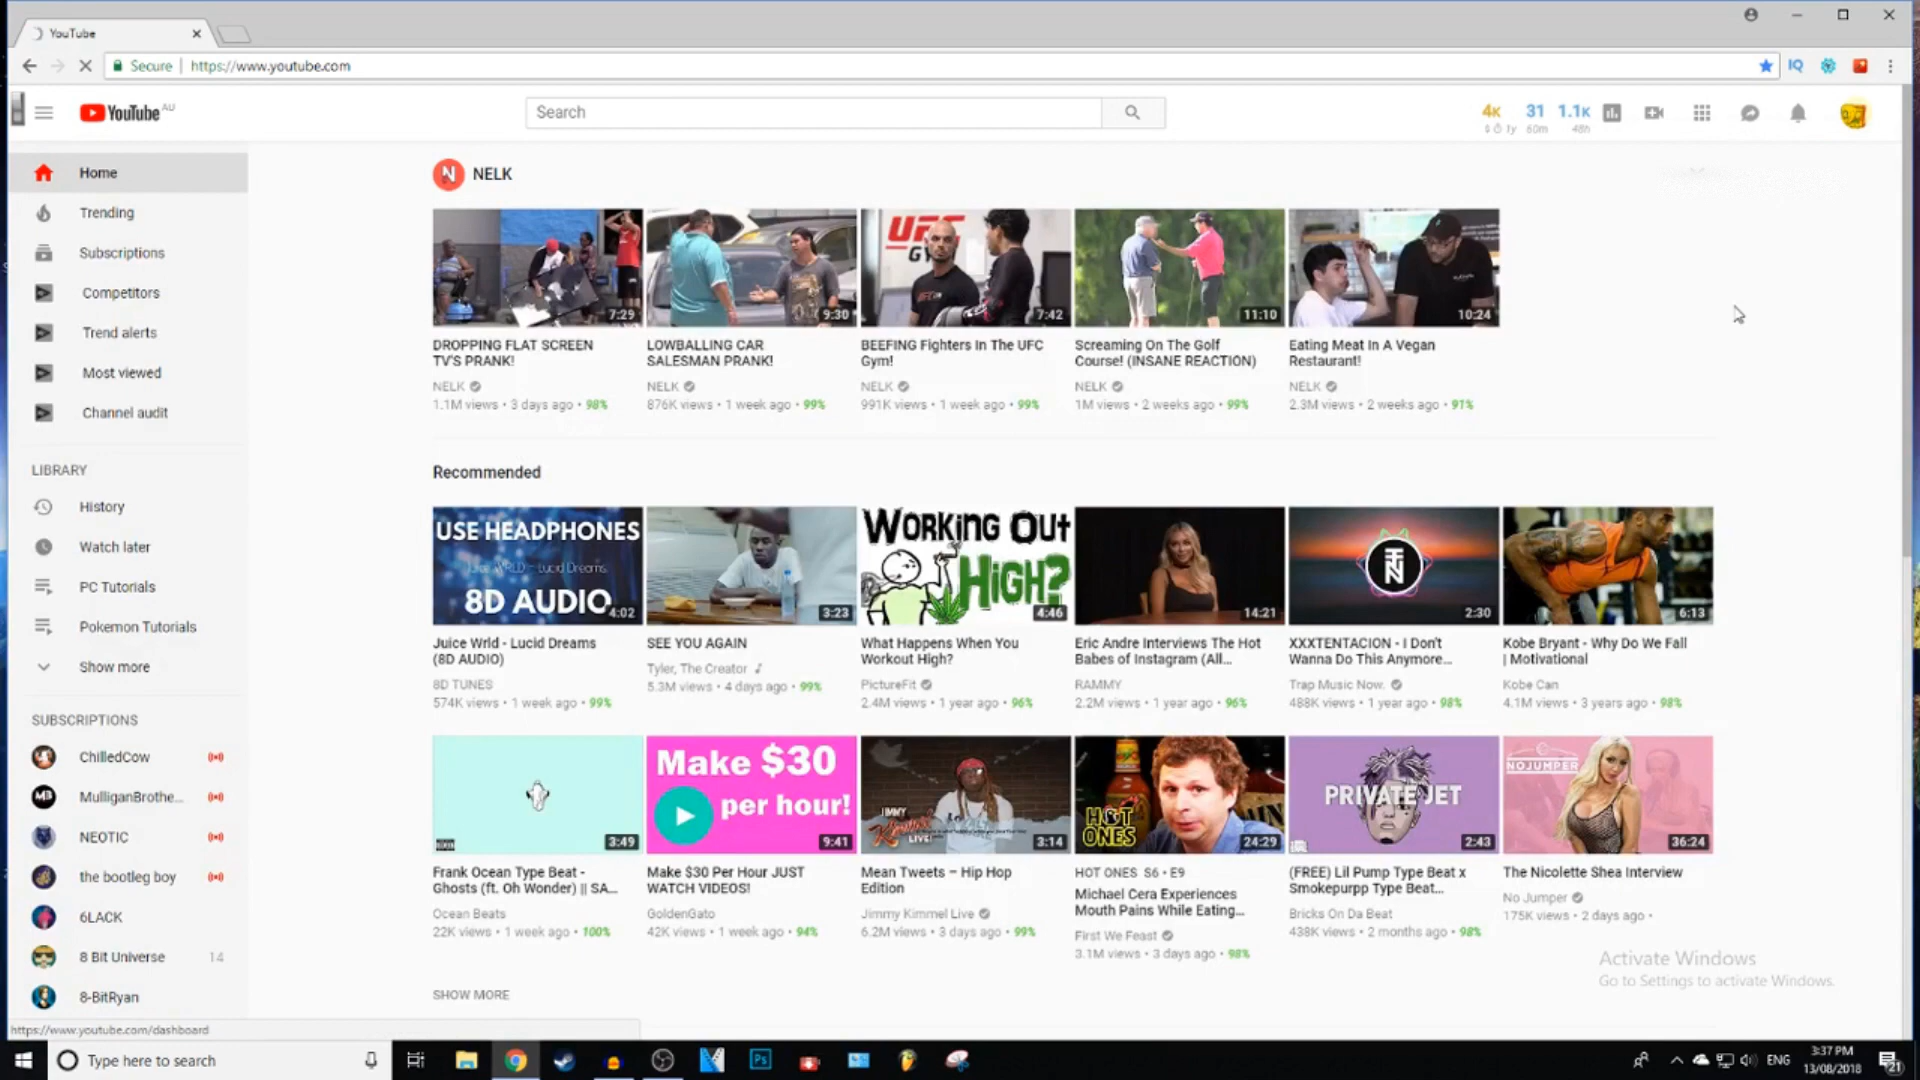 YouTube
Secure | https://www.youtube.com
IQ
YouTube AU
Search
4K 31 1.1K
1y 60m 48h
Home
Trending
Subscriptions
Competitors
Trend alerts
Most viewed
Channel audit
LIBRARY
History
Watch later
PC Tutorials
Pokemon Tutorials
Show more
SUBSCRIPTIONS
ChilledCow
MulliganBrothe...
NEOTIC
the bootleg boy
6LACK
8 Bit Universe 14
8-BitRyan
https://www.youtube.com/dashboard
N NELK
7:29
9:30
UFC
GY
7:42
11:10
10:24
DROPPING FLAT SCREEN
TV'S PRANK!
NELK
1.1M views • 3 days ago • 98%
LOWBALLING CAR
SALESMAN PRANK!
NELK
876K views • 1 week ago • 99%
BEEFING Fighters In The UFC
Gym!
NELK
991K views • 1 week ago • 99%
Screaming On The Golf
Course! (INSANE REACTION)
NELK
1M views • 2 weeks ago • 99%
Eating Meat In A Vegan
Restaurant!
NELK
2.3M views • 2 weeks ago • 91%
Recommended
USE HEADPHONES
Juice WRLD - Lucid Dreams
8D AUDIO
4:02
3:23
WORKING OUT
HIGH?
4:46
14:21
2:30
6:13
Juice Wrld - Lucid Dreams
(8D AUDIO)
8D TUNES
574K views • 1 week ago • 99%
SEE YOU AGAIN
Tyler, The Creator
5.3M views • 4 days ago • 99%
What Happens When You
Workout High?
PictureFit
2.4M views • 1 year ago • 96%
Eric Andre Interviews The Hot
Babes of Instagram (All...
RAMMY
2.2M views • 1 year ago • 96%
XXXTENTACION - I Don't
Wanna Do This Anymore...
Trap Music Now.
488K views • 1 year ago • 98%
Kobe Bryant - Why Do We Fall
| Motivational
Kobe Can
4.1M views • 3 years ago • 98%
3:49
Make $30
per hour!
9:41
JIMMY
KIMMEL
LIVE!
3:14
HOT
ONES
24:29
PRIVATE JET
2:43
NOJUMPER
36:24
Frank Ocean Type Beat -
Ghosts (ft. Oh Wonder) || SA...
Ocean Beats
22K views • 1 week ago • 100%
Make $30 Per Hour JUST
WATCH VIDEOS!
GoldenGato
42K views • 1 week ago • 94%
Mean Tweets – Hip Hop
Edition
Jimmy Kimmel Live
6.2M views • 3 days ago • 99%
HOT ONES S6 • E9
Michael Cera Experiences
Mouth Pains While Eating...
First We Feast
3.1M views • 3 days ago • 98%
(FREE) Lil Pump Type Beat x
Smokepurpp Type Beat...
Bricks On Da Beat
438K views • 2 months ago • 98%
The Nicolette Shea Interview
No Jumper
175K views • 2 days ago •
SHOW MORE
Activate Windows
Go to Settings to activate Windows.
Type here to search
Ps
ENG
3:37 PM
13/08/2018
21